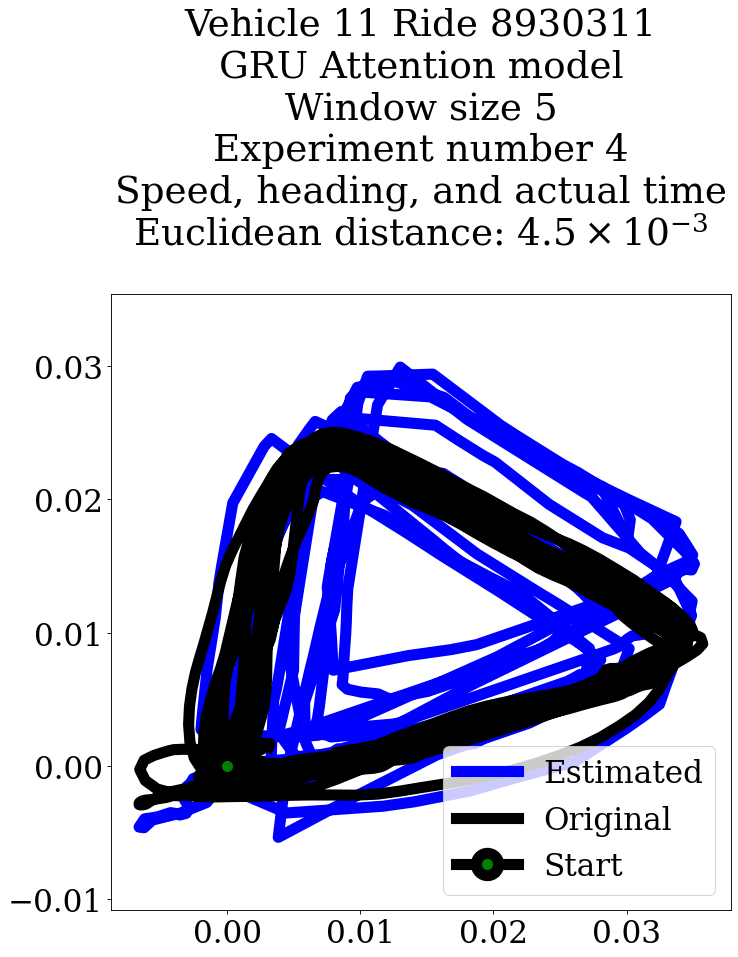 Vehicle 11 Ride 8930311
GRU Attention model
Window size 5
Experiment number 4
Speed, heading, and actual time
Euclidean distance: 4.5 × 10⁻³
0.03
0.02
0.01
0.00
−0.01
Estimated
Original
Start
0.00 0.01 0.02 0.03